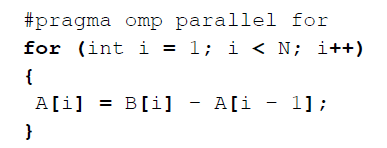 #pragma omp parallel for
for (int i = 1; i < N; i++)
{
A[i] = B[i] - A[i - 1];
}